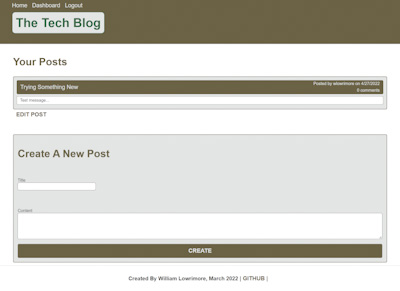 Home Dashboard Logout
The Tech Blog
Your Posts
Trying Something New
Posted by wlowrimore on 4/27/2022
0 comments
Text message...
EDIT POST
Create A New Post
Title
Content
CREATE
Created By William Lowrimore, March 2022 | GITHUB |